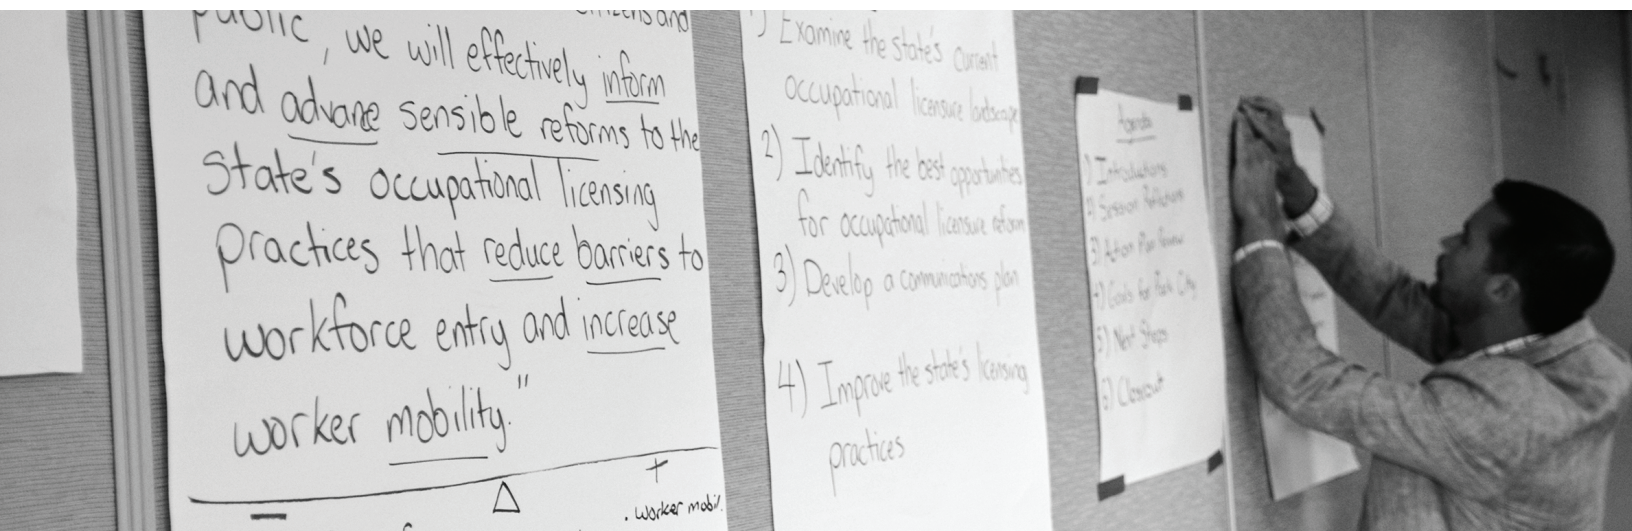 public, we will effectively inform
and advance sensible reforms to the
state's occupational licensing
practices that reduce barriers to
workforce entry and increase
worker mobility."
+
-
Δ
. worker mobil.
1) Examine the state's current
occupational licensure landscape
2) Identify the best opportunities
for occupational licensure reform
3) Develop a communications plan
4) Improve the state's licensing
practices
Agenda
1) Introductions
2) Session Reflections
3) Action Plan Review
4) Goals for Park City
5) Next Steps
6) Closeout